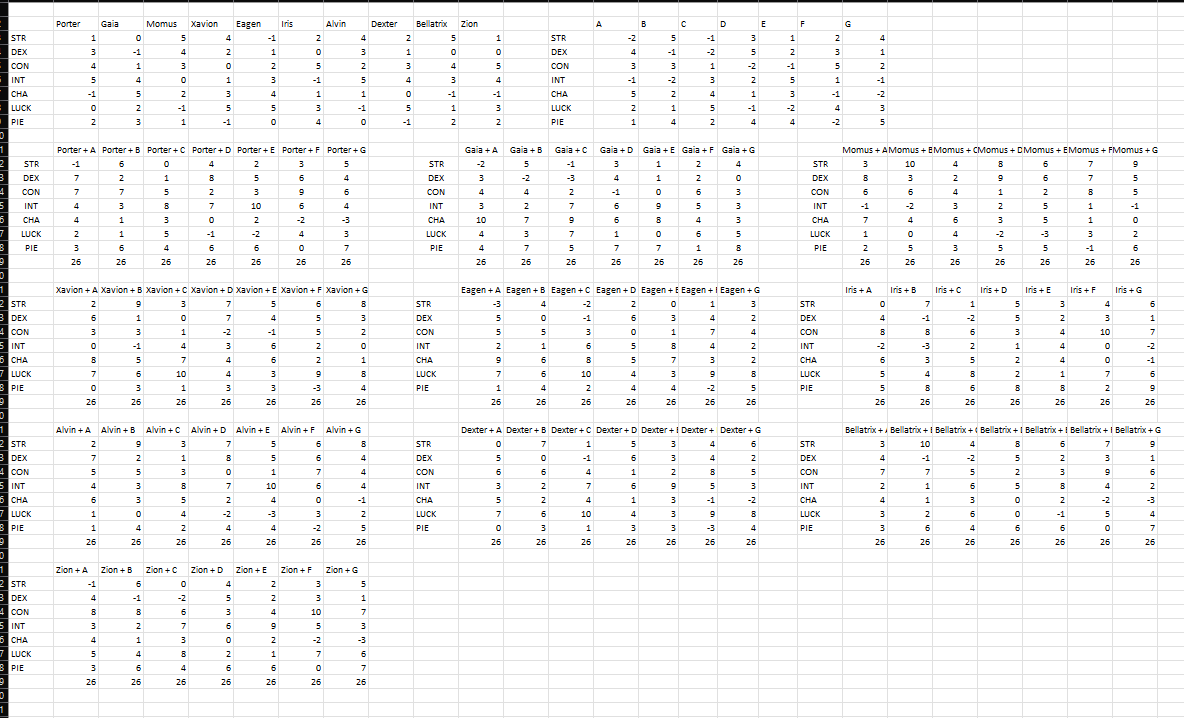 Porter Gaia Momus Xavion Eagen Iris Alvin Dexter Bellatrix Zion A B C D E F G
STR 1 0 5 4 -1 2 4 2 5 1 STR -2 5 -1 3 1 2 4
DEX 3 -1 4 2 1 0 3 1 0 0 DEX 4 -1 -2 5 2 3 1
CON 4 1 3 0 2 5 2 3 4 5 CON 3 3 1 -2 -1 5 2
INT 5 4 0 1 3 -1 5 4 3 4 INT -1 -2 3 2 5 1 -1
CHA -1 5 2 3 4 1 1 0 -1 -1 CHA 5 2 4 1 3 -1 -2
LUCK 0 2 -1 5 5 3 -1 5 1 3 LUCK 2 1 5 -1 -2 4 3
PIE 2 3 1 -1 0 4 0 -1 2 2 PIE 1 4 2 4 4 -2 5
Porter + A Porter + B Porter + C Porter + D Porter + E Porter + F Porter + G Gaia + A Gaia + B Gaia + C Gaia + D Gaia + E Gaia + F Gaia + G Momus + A Momus + E Momus + C Momus + D Momus + E Momus + F Momus + G
STR -1 6 0 4 2 3 5 STR -2 5 -1 3 1 2 4 STR 3 10 4 8 6 7 9
DEX 7 2 1 8 5 6 4 DEX 3 -2 -3 4 1 2 0 DEX 8 3 2 9 6 7 5
CON 7 7 5 2 3 9 6 CON 4 4 2 -1 0 6 3 CON 6 6 4 1 2 8 5
INT 4 3 8 7 10 6 4 INT 3 2 7 6 9 5 3 INT -1 -2 3 2 5 1 -1
CHA 4 1 3 0 2 -2 -3 CHA 10 7 9 6 8 4 3 CHA 7 4 6 3 5 1 0
LUCK 2 1 5 -1 -2 4 3 LUCK 4 3 7 1 0 6 5 LUCK 1 0 4 -2 -3 3 2
PIE 3 6 4 6 6 0 7 PIE 4 7 5 7 7 1 8 PIE 2 5 3 5 5 -1 6
26 26 26 26 26 26 26 26 26 26 26 26 26 26 26 26 26 26 26 26 26
Xavion + A Xavion + B Xavion + C Xavion + D Xavion + E Xavion + F Xavion + G Eagen + A Eagen + B Eagen + C Eagen + D Eagen + E Eagen + I Eagen + G Iris + A Iris + B Iris + C Iris + D Iris + E Iris + F Iris + G
STR 2 9 3 7 5 6 8 STR -3 4 -2 2 0 1 3 STR 0 7 1 5 3 4 6
DEX 6 1 0 7 4 5 3 DEX 5 0 -1 6 3 4 2 DEX 4 -1 -2 5 2 3 1
CON 3 3 1 -2 -1 5 2 CON 5 5 3 0 1 7 4 CON 8 8 6 3 4 10 7
INT 0 -1 4 3 6 2 0 INT 2 1 6 5 8 4 2 INT -2 -3 2 1 4 0 -2
CHA 8 5 7 4 6 2 1 CHA 9 6 8 5 7 3 2 CHA 6 3 5 2 4 0 -1
LUCK 7 6 10 4 3 9 8 LUCK 7 6 10 4 3 9 8 LUCK 5 4 8 2 1 7 6
PIE 0 3 1 3 3 -3 4 PIE 1 4 2 4 4 -2 5 PIE 5 8 6 8 8 2 9
26 26 26 26 26 26 26 26 26 26 26 26 26 26 26 26 26 26 26 26 26
Alvin + A Alvin + B Alvin + C Alvin + D Alvin + E Alvin + F Alvin + G Dexter + A Dexter + B Dexter + C Dexter + D Dexter + I Dexter + Dexter + G Bellatrix + Bellatrix + I Bellatrix + ( Bellatrix + I Bellatrix + I Bellatrix + I Bellatrix + G
STR 2 9 3 7 5 6 8 STR 0 7 1 5 3 4 6 STR 3 10 4 8 6 7 9
DEX 7 2 1 8 5 6 4 DEX 5 0 -1 6 3 4 2 DEX 4 -1 -2 5 2 3 1
CON 5 5 3 0 1 7 4 CON 6 6 4 1 2 8 5 CON 7 7 5 2 3 9 6
INT 4 3 8 7 10 6 4 INT 3 2 7 6 9 5 3 INT 2 1 6 5 8 4 2
CHA 6 3 5 2 4 0 -1 CHA 5 2 4 1 3 -1 -2 CHA 4 1 3 0 2 -2 -3
LUCK 1 0 4 -2 -3 3 2 LUCK 7 6 10 4 3 9 8 LUCK 3 2 6 0 -1 5 4
PIE 1 4 2 4 4 -2 5 PIE 0 3 1 3 3 -3 4 PIE 3 6 4 6 6 0 7
26 26 26 26 26 26 26 26 26 26 26 26 26 26 26 26 26 26 26 26 26
Zion + A Zion + B Zion + C Zion + D Zion + E Zion + F Zion + G
STR -1 6 0 4 2 3 5
DEX 4 -1 -2 5 2 3 1
CON 8 8 6 3 4 10 7
INT 3 2 7 6 9 5 3
CHA 4 1 3 0 2 -2 -3
LUCK 5 4 8 2 1 7 6
PIE 3 6 4 6 6 0 7
26 26 26 26 26 26 26